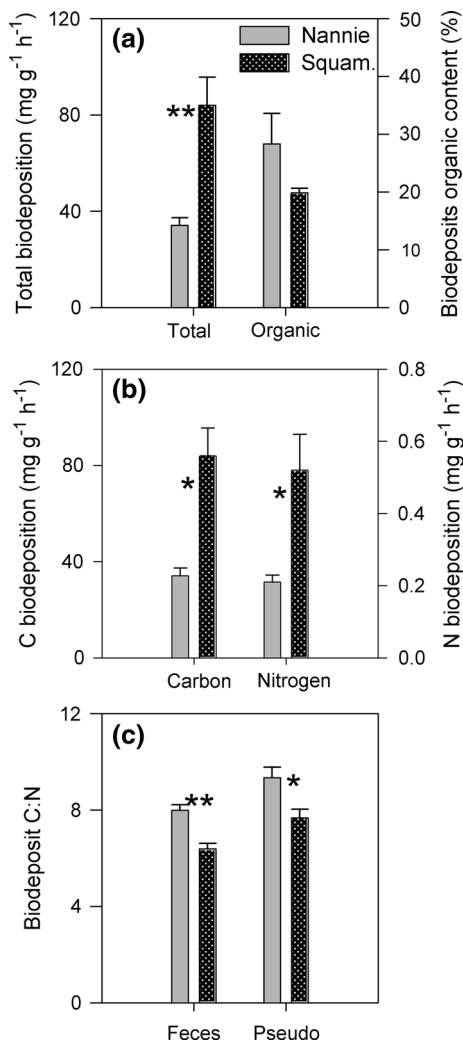 (a)
Nannie
Squam.
Total biodeposition (mg g⁻¹ h⁻¹)
120
80
40
0
**
Biodeposits organic content (%)
50
40
30
20
10
0
Total Organic
(b)
C biodeposition (mg g⁻¹ h⁻¹)
120
80
40
0
*
*
N biodeposition (mg g⁻¹ h⁻¹)
0.8
0.6
0.4
0.2
0.0
Carbon Nitrogen
(c)
Biodeposit C:N
12
8
4
0
**
*
Feces Pseudo